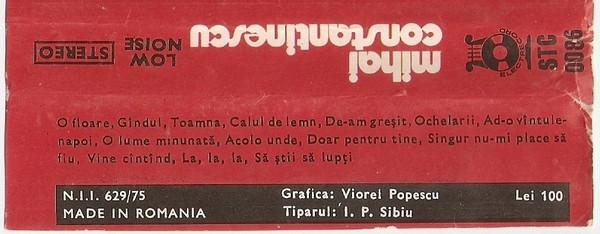 mihai
constantinescu
LOW
NOISE
STEREO
ELECTRECORD
STC
0086
O floare, Gîndul, Toamna, Calul de lemn, De-am greşit, Ochelarii, Ad-o vîntule-
napoi, O lume minunată, Acolo unde, Doar pentru tine, Singur nu-mi place să
fiu, Vine cîntînd, La, la, la, Să ştii să lupţi
N.I.I. 629/75
Grafica: Viorel Popescu
Lei 100
MADE IN ROMANIA
Tiparul: I. P. Sibiu